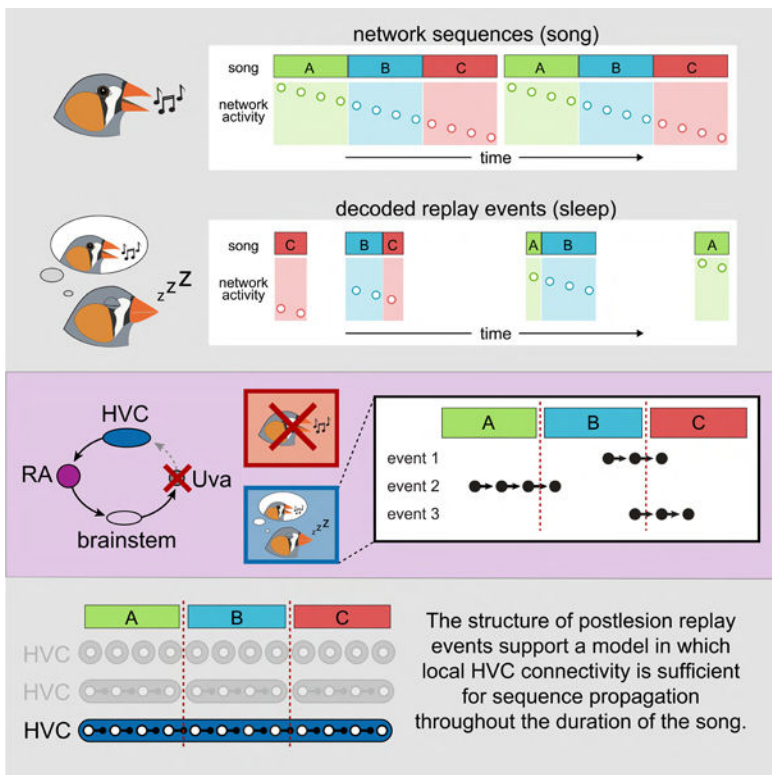 network sequences (song)
song A B C A B C
network
activity
time
decoded replay events (sleep)
z z Z
song C B C A B A
network
activity
time
HVC
RA
Uva
brainstem
z z Z
A B C
event 1
event 2
event 3
A B C
HVC
HVC
HVC
The structure of postlesion replay
events support a model in which
local HVC connectivity is sufficient
for sequence propagation
throughout the duration of the song.